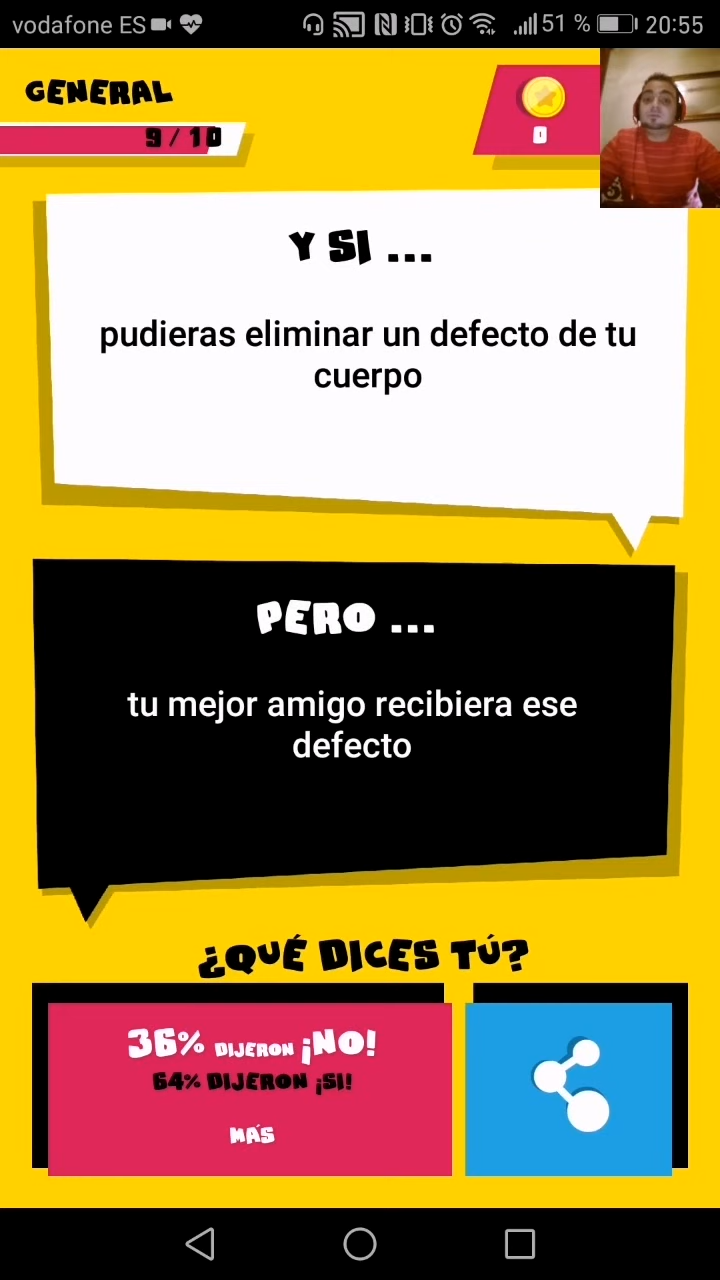 vodafone ES 51 % 20:55
GENERAL
9 / 10
0
Y SI ...
pudieras eliminar un defecto de tu
cuerpo
PERO ...
tu mejor amigo recibiera ese
defecto
¿QUÉ DICES TÚ?
36% DIJERON ¡NO!
64% DIJERON ¡SI!
MÁS